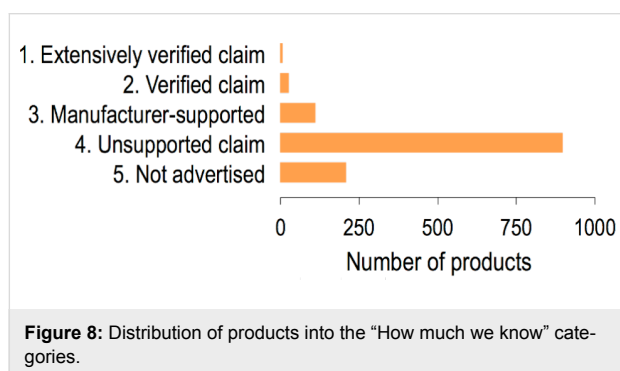 1. Extensively verified claim
2. Verified claim
3. Manufacturer-supported
4. Unsupported claim
5. Not advertised
0 250 500 750 1000
Number of products
Figure 8: Distribution of products into the “How much we know” cate-
gories.